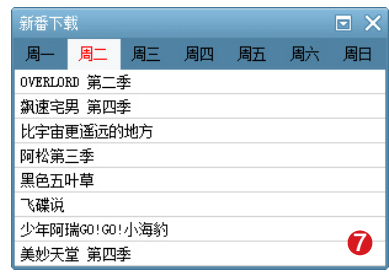 新番下载
周一 周二 周三 周四 周五 周六 周日
OVERLORD 第二季
飙速宅男 第四季
比宇宙更遥远的地方
阿松第三季
黑色五叶草
飞碟说
少年阿瑞GO!GO!小海豹
美妙天堂 第四季
7